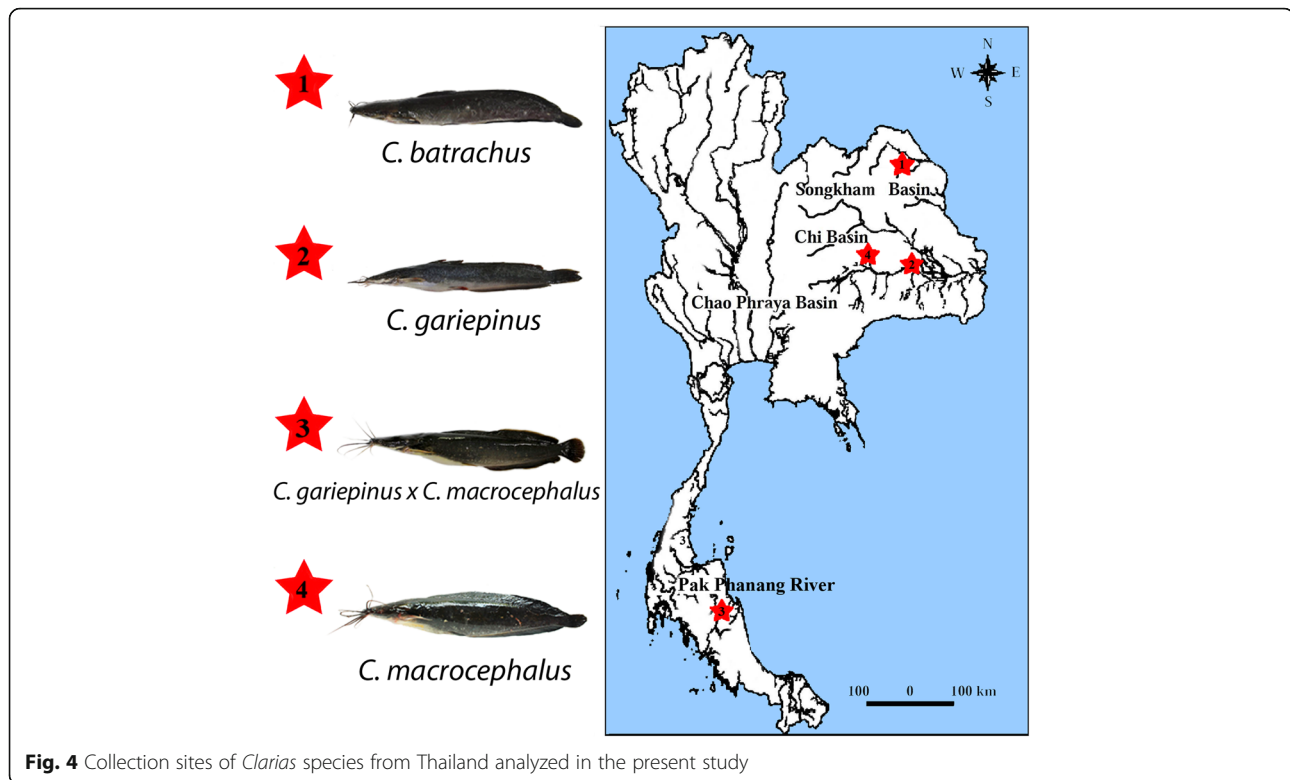 1
C. batrachus
2
C. gariepinus
3
C. gariepinus x C. macrocephalus
4
C. macrocephalus
N
W E
S
1
Songkham Basin
Chi Basin
4
2
Chao Phraya Basin
3
Pak Phanang River
3
100 0 100 km
Fig. 4 Collection sites of Clarias species from Thailand analyzed in the present study